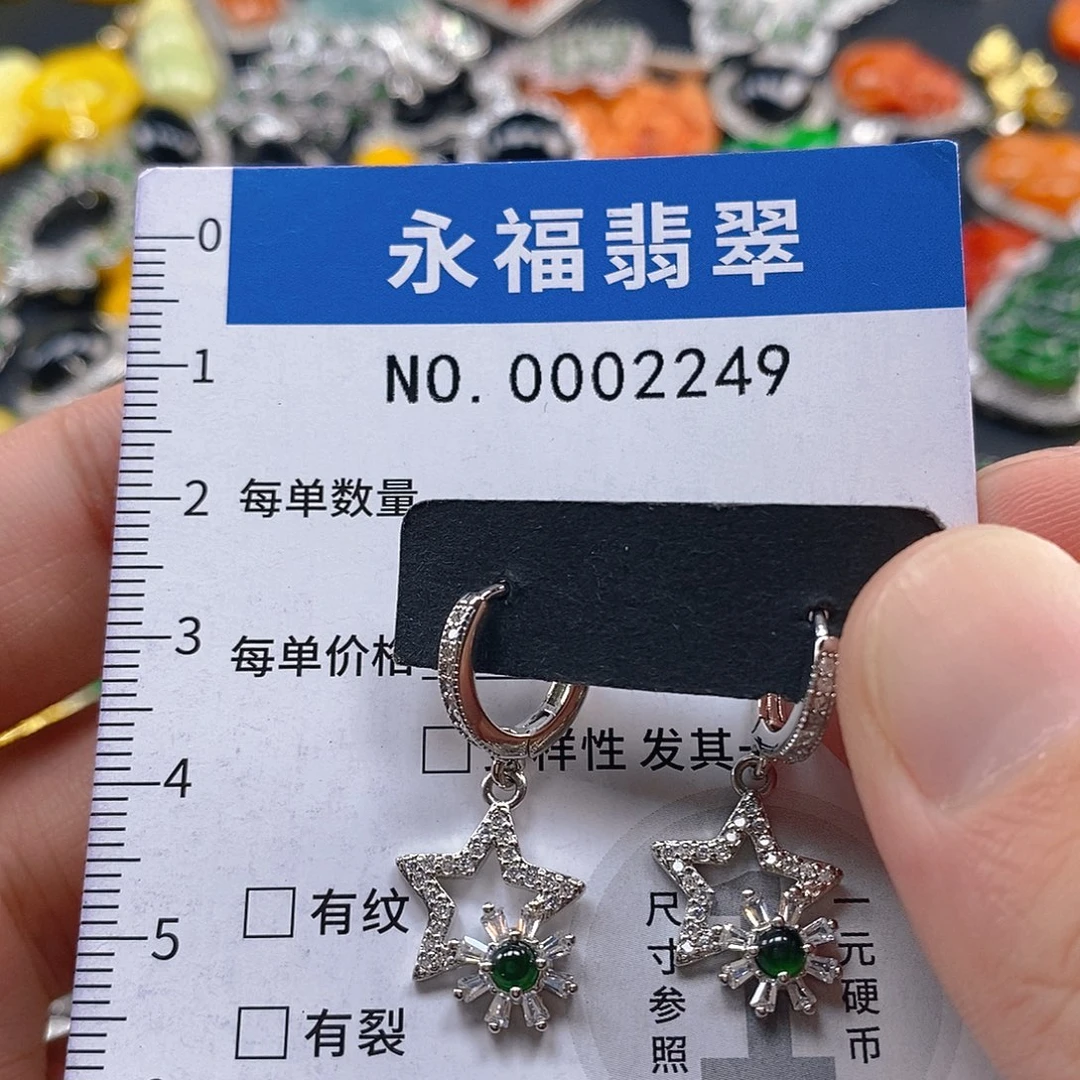 永福翡翠
NO. 0002249
0
1
2
3
4
5
每单数量
每单价格
样性 发其
有纹
有裂
尺寸参照
一元硬币